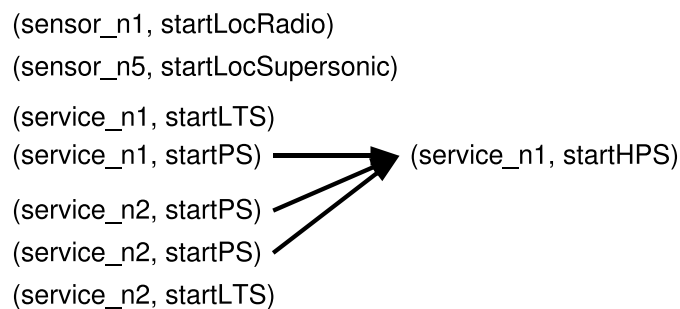 (sensor_n1, startLocRadio)
(sensor_n5, startLocSupersonic)
(service_n1, startLTS)
(service_n1, startPS)
(service_n1, startHPS)
(service_n2, startPS)
(service_n2, startPS)
(service_n2, startLTS)